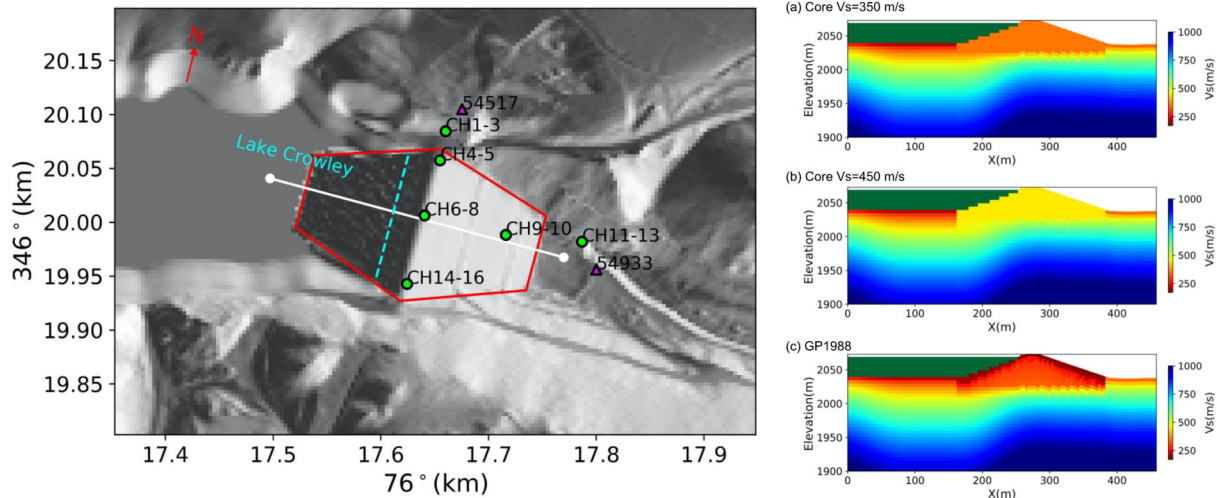 N
54517
CH1-3
CH4-5
Lake Crowley
CH6-8
CH9-10
CH11-13
54933
CH14-16
20.15
20.10
20.05
20.00
19.95
19.90
19.85
346° (km)
17.4 17.5 17.6 17.7 17.8 17.9
76° (km)
(a) Core Vs=350 m/s
2050
2000
1950
1900
Elevation(m)
0 100 200 300 400
X(m)
1000
750
500
250
Vs(m/s)
(b) Core Vs=450 m/s
2050
2000
1950
1900
Elevation(m)
0 100 200 300 400
X(m)
1000
750
500
250
Vs(m/s)
(c) GP1988
2050
2000
1950
1900
Elevation(m)
0 100 200 300 400
X(m)
1000
750
500
250
Vs(m/s)